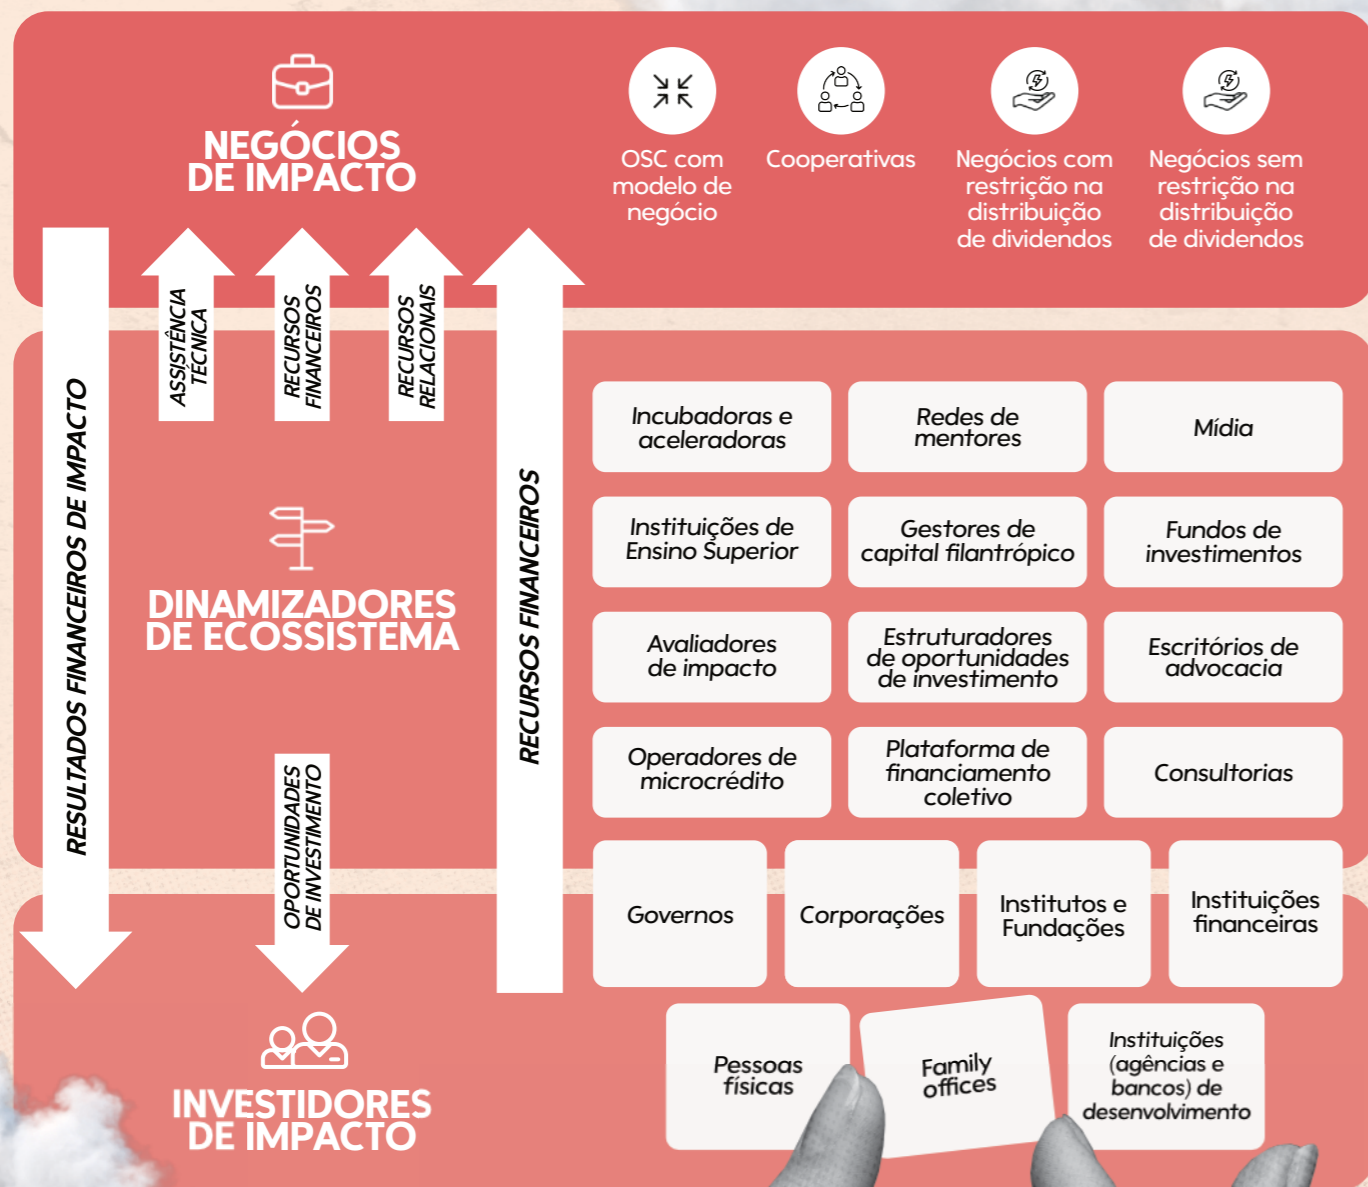 NEGÓCIOS
DE IMPACTO
OSC com
modelo de
negócio
Cooperativas
Negócios com
restrição na
distribuição
de dividendos
Negócios sem
restrição na
distribuição
de dividendos
RESULTADOS FINANCEIROS DE IMPACTO
ASSISTÊNCIA
TÉCNICA
RECURSOS
FINANCEIROS
RECURSOS
RELACIONAIS
RECURSOS FINANCEIROS
DINAMIZADORES
DE ECOSSISTEMA
Incubadoras e
aceleradoras
Redes de
mentores
Mídia
Instituições de
Ensino Superior
Gestores de
capital filantrópico
Fundos de
investimentos
Avaliadores
de impacto
Estruturadores
de oportunidades
de investimento
Escritórios de
advocacia
Operadores de
microcrédito
Plataforma de
financiamento
coletivo
Consultorias
OPORTUNIDADES
DE INVESTIMENTO
Governos
Corporações
Institutos e
Fundações
Instituições
financeiras
INVESTIDORES
DE IMPACTO
Pessoas
físicas
Family
offices
Instituições
(agências e
bancos) de
desenvolvimento